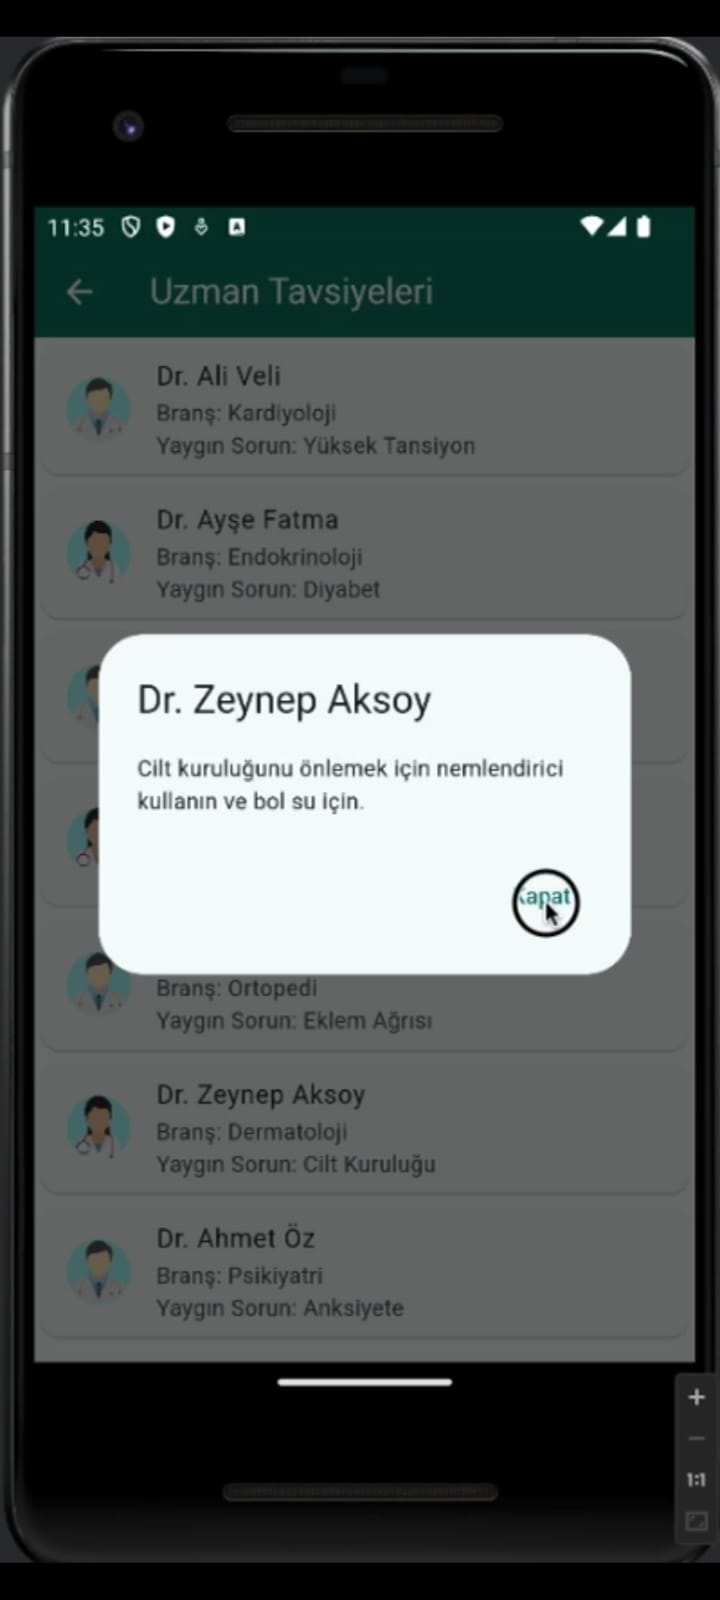 11:35
Uzman Tavsiyeleri
Dr. Ali Veli
Branş: Kardiyoloji
Yaygın Sorun: Yüksek Tansiyon
Dr. Ayşe Fatma
Branş: Endokrinoloji
Yaygın Sorun: Diyabet
Dr. Zeynep Aksoy
Cilt kuruluğunu önlemek için nemlendirici
kullanın ve bol su için.
Kapat
Branş: Ortopedi
Yaygın Sorun: Eklem Ağrısı
Dr. Zeynep Aksoy
Branş: Dermatoloji
Yaygın Sorun: Cilt Kuruluğu
Dr. Ahmet Öz
Branş: Psikiyatri
Yaygın Sorun: Anksiyete
1:1